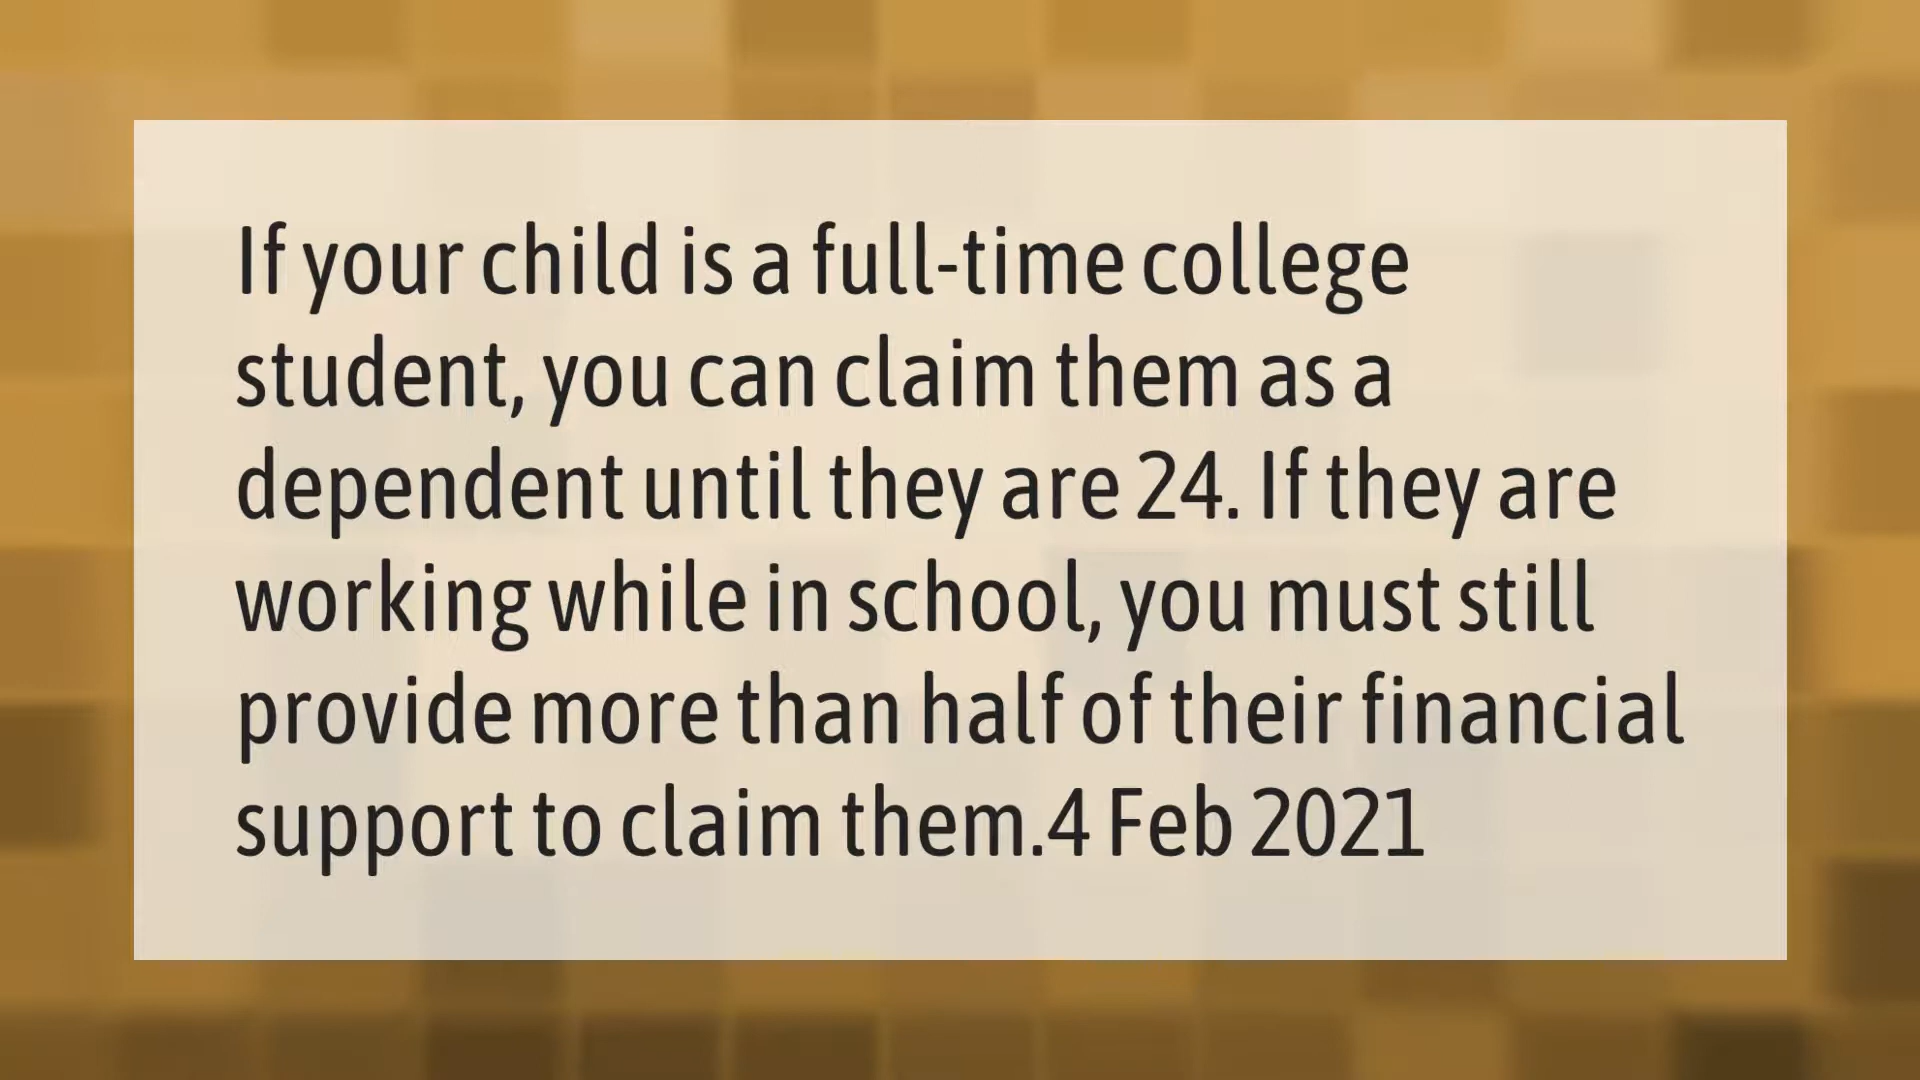 If your child is a full-time college
student, you can claim them as a
dependent until they are 24. If they are
working while in school, you must still
provide more than half of their financial
support to claim them.4 Feb 2021